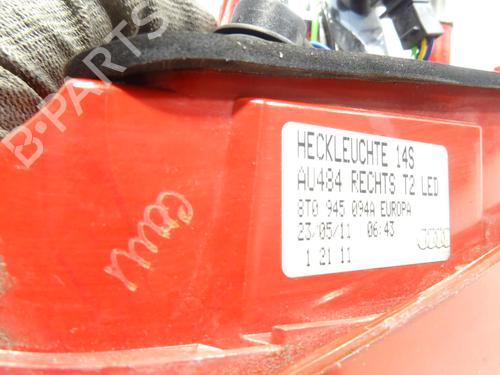 B-PARTS
HECKLEUCHTE 14S
AU484 RECHTS T2 LED
8T0 945 094A EUROPA
23/05/11 06:43
1 21 11